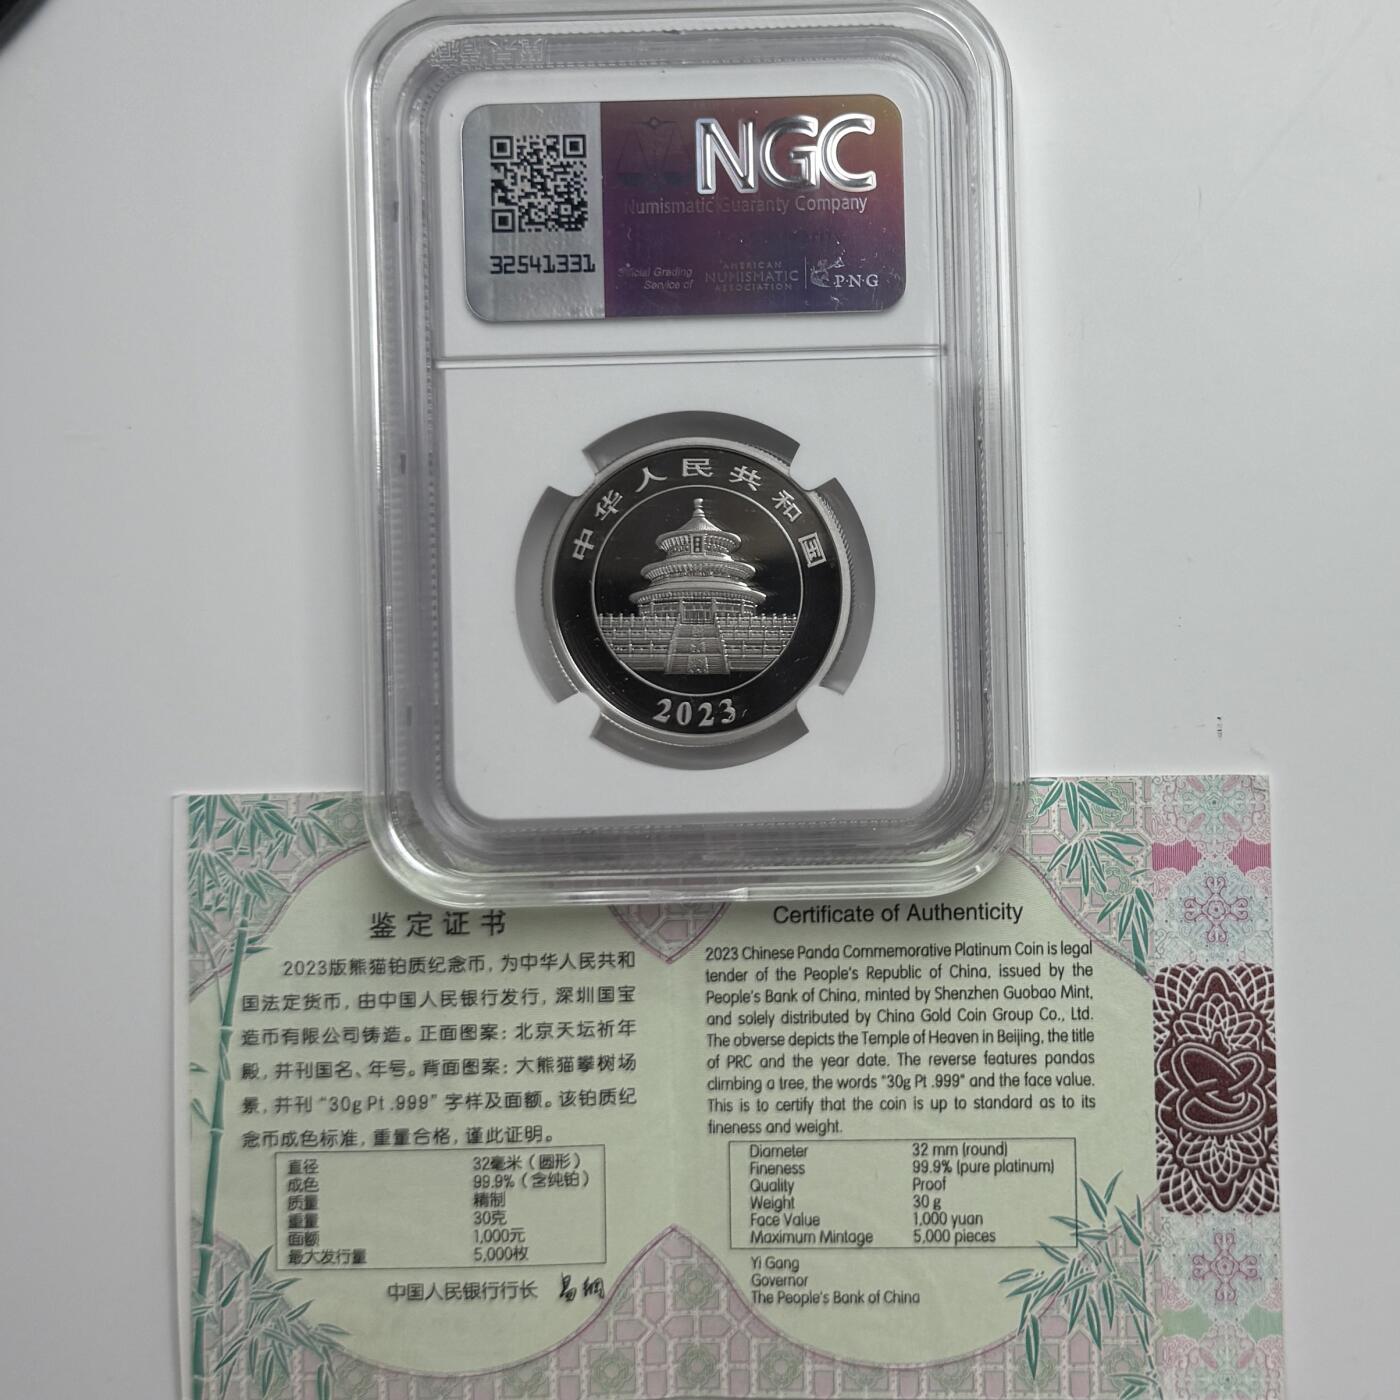 NGC
Numismatic Guaranty Company
32541331
Official Grading
Service of
AMERICAN
NUMISMATIC
ASSOCIATION
P·N·G
中华人民共和国
2023
鉴定证书
2023版熊猫铂质纪念币，为中华人民共和
国法定货币，由中国人民银行发行，深圳国宝
造币有限公司铸造。正面图案：北京天坛祈年
殿，并刊国名、年号。背面图案：大熊猫攀树场
景，并刊“30g Pt .999”字样及面额。该铂质纪
念币成色标准，重量合格，谨此证明。
直径 32毫米（圆形）
成色 99.9%（含纯铂）
质量 精制
重量 30克
面额 1,000元
最大发行量 5,000枚
中国人民银行行长
Certificate of Authenticity
2023 Chinese Panda Commemorative Platinum Coin is legal
tender of the People's Republic of China, issued by the
People's Bank of China, minted by Shenzhen Guobao Mint,
and solely distributed by China Gold Coin Group Co., Ltd.
The obverse depicts the Temple of Heaven in Beijing, the title
of PRC and the year date. The reverse features pandas
climbing a tree, the words "30g Pt .999" and the face value.
This is to certify that the coin is up to standard as to its
fineness and weight.
Diameter 32 mm (round)
Fineness 99.9% (pure platinum)
Quality Proof
Weight 30 g
Face Value 1,000 yuan
Maximum Mintage 5,000 pieces
Yi Gang
Governor
The People's Bank of China